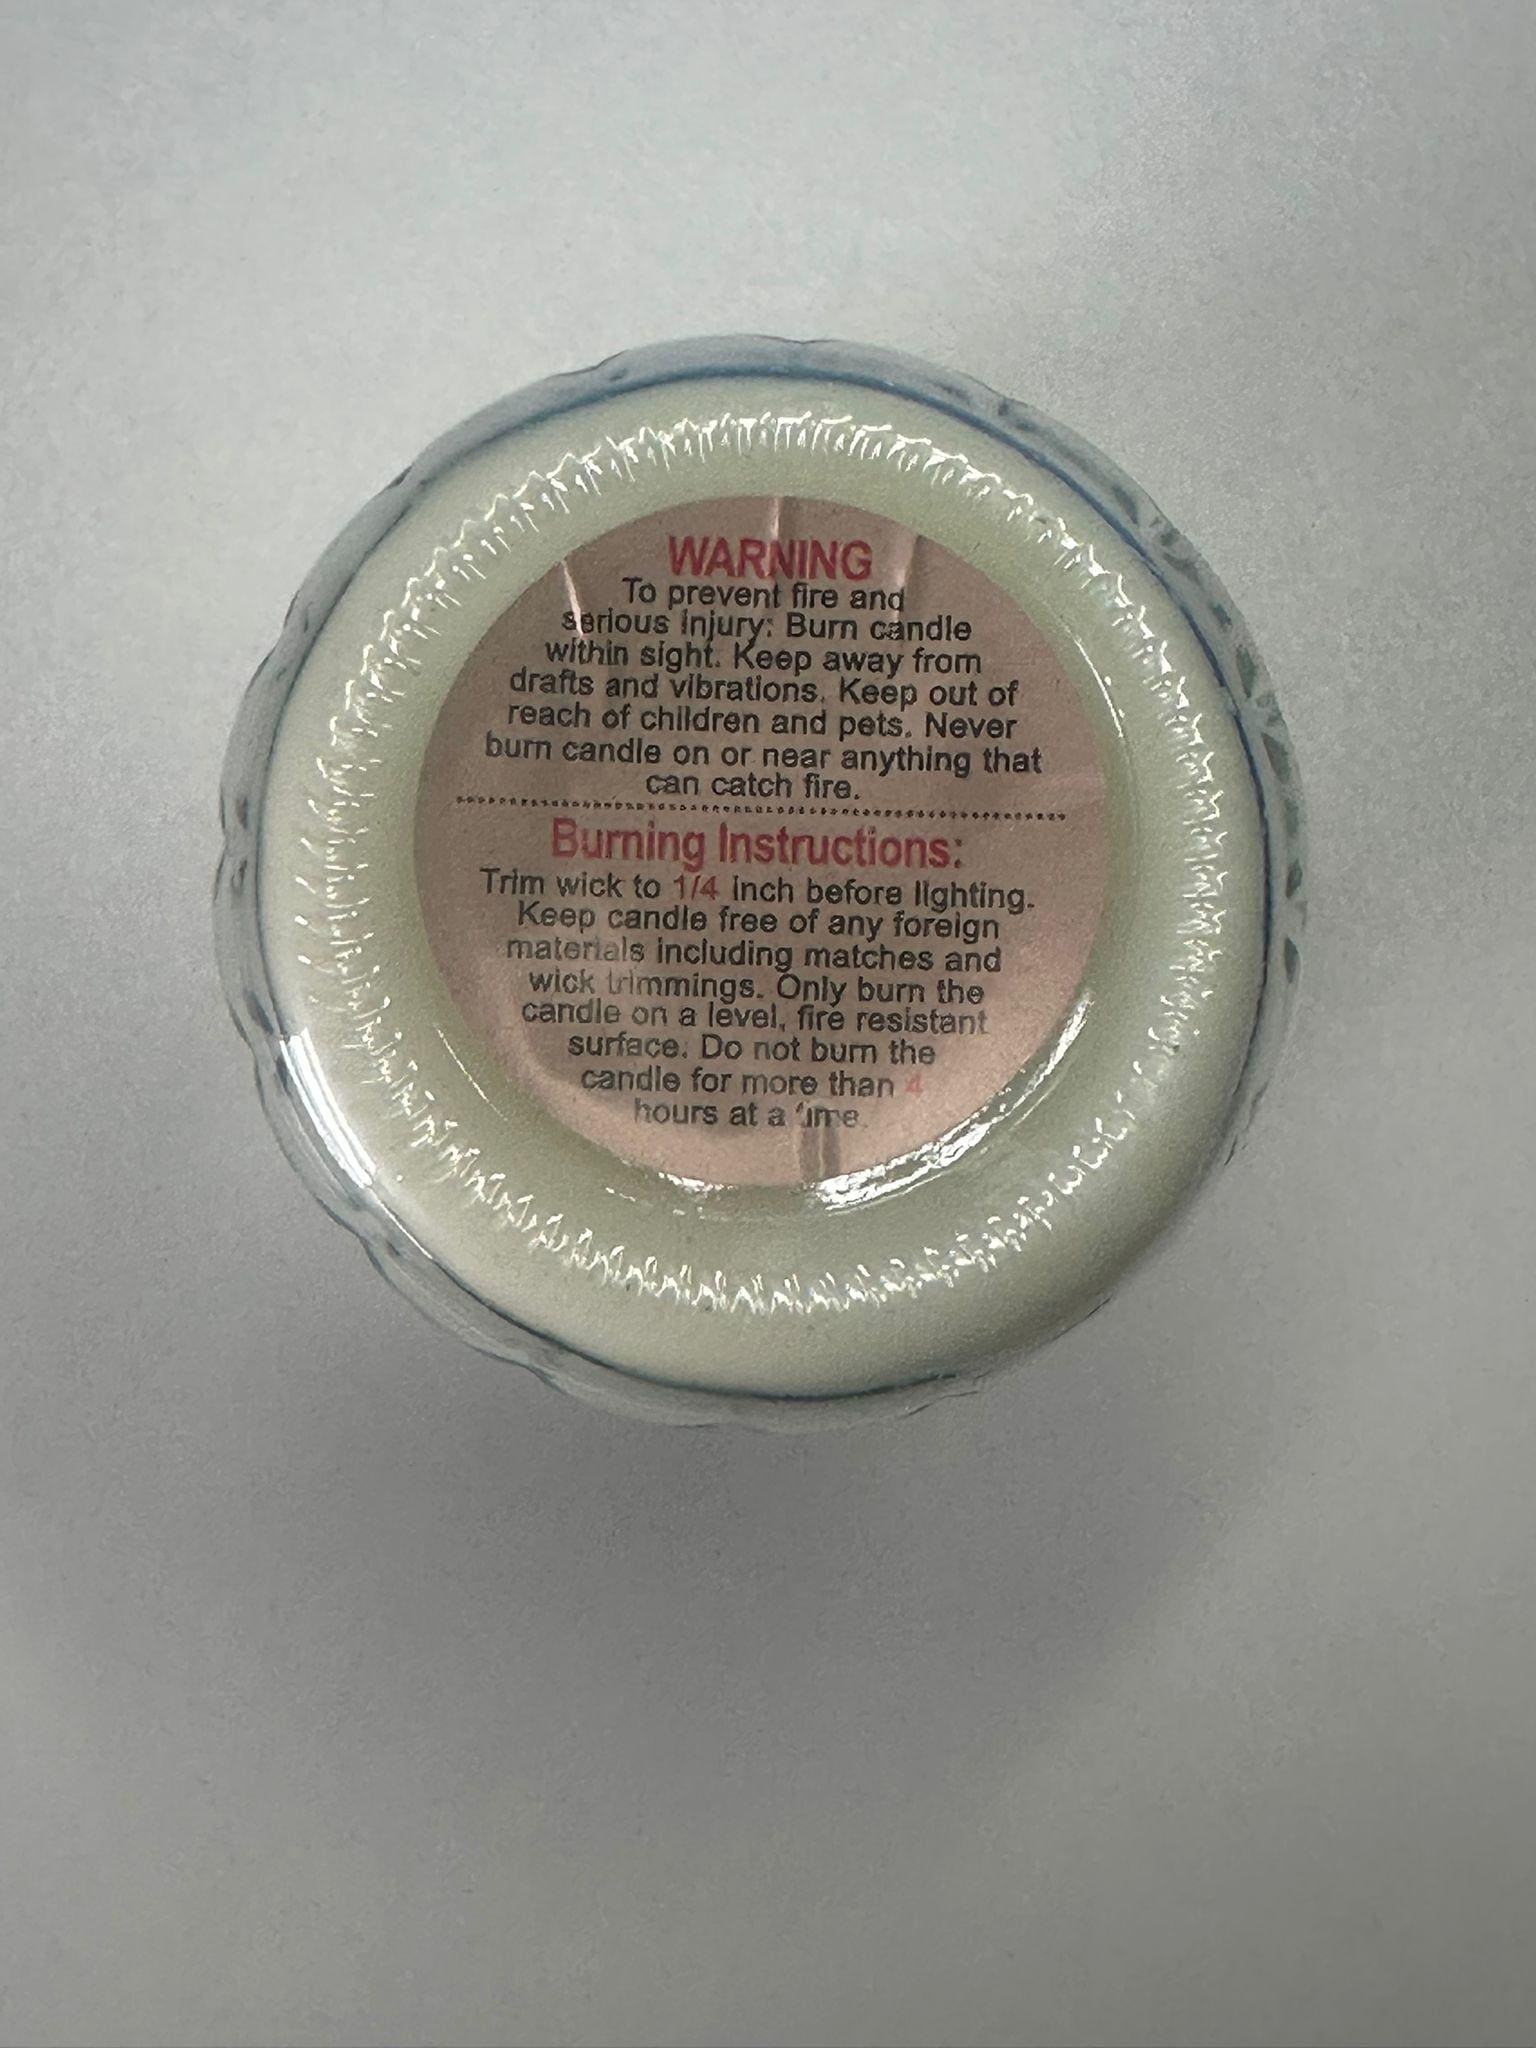 WARNING
To prevent fire and
serious injury: Burn candle
within sight. Keep away from
drafts and vibrations. Keep out of
reach of children and pets. Never
burn candle on or near anything that
can catch fire.
Burning Instructions:
Trim wick to 1/4 inch before lighting.
Keep candle free of any foreign
materials including matches and
wick trimmings. Only burn the
candle on a level, fire resistant
surface. Do not burn the
candle for more than 4
hours at a time.